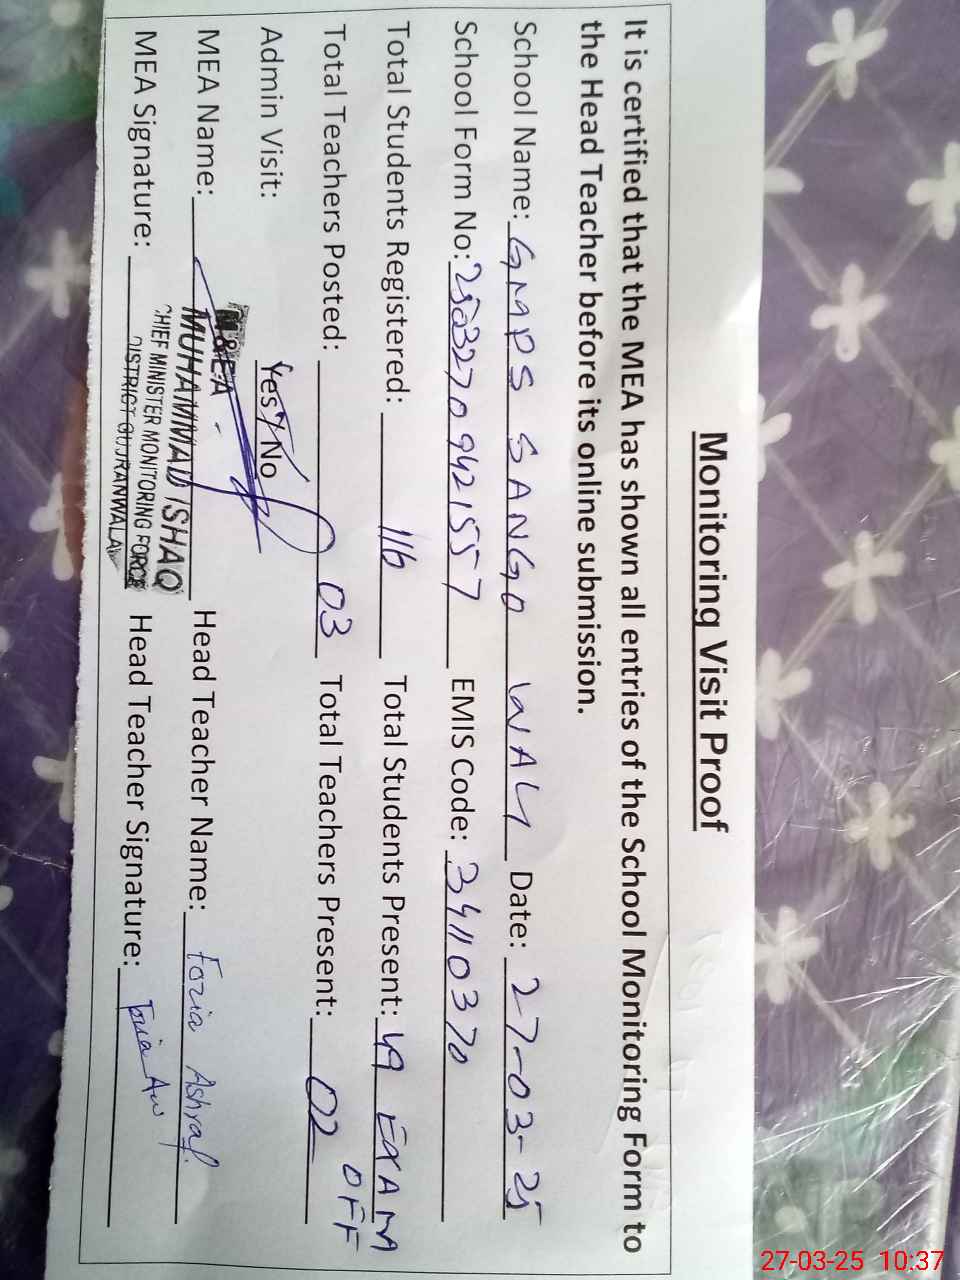 Monitoring Visit Proof
It is certified that the MEA has shown all entries of the School Monitoring Form to
the Head Teacher before its online submission.
School Name: GMPS SANGO WALI Date: 27-03-25
School Form No: 25032709421557 EMIS Code: 34110370
Total Students Registered: 116 Total Students Present: 49 EXAM OFF
Total Teachers Posted: 03 Total Teachers Present: 02
Admin Visit: Yes / No
M&EA
MEA Name: MUHAMMAD ISHAQ Head Teacher Name: Fozia Ashraf
CHIEF MINISTER MONITORING FORCE
MEA Signature: DISTRICT GUJRANWALA Head Teacher Signature:
27-03-25 10:37